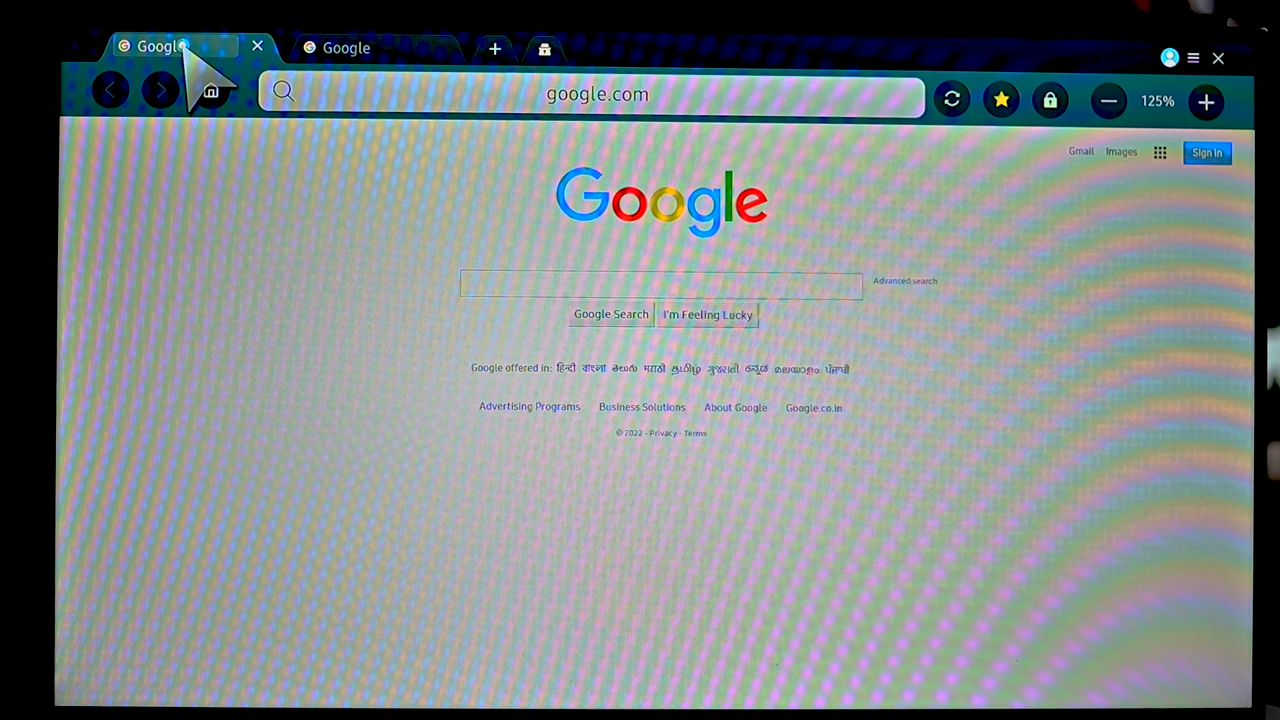 Google
Google
google.com
125%
Gmail Images
Sign in
Google
Advanced search
Google Search I'm Feeling Lucky
Google offered in: हिन्दी বাংলা తెలుగు मराठी தமிழ் ગુજરાતી ಕನ್ನಡ മലയാളം ਪੰਜਾਬੀ
Advertising Programs Business Solutions About Google Google.co.in
© 2022 - Privacy - Terms